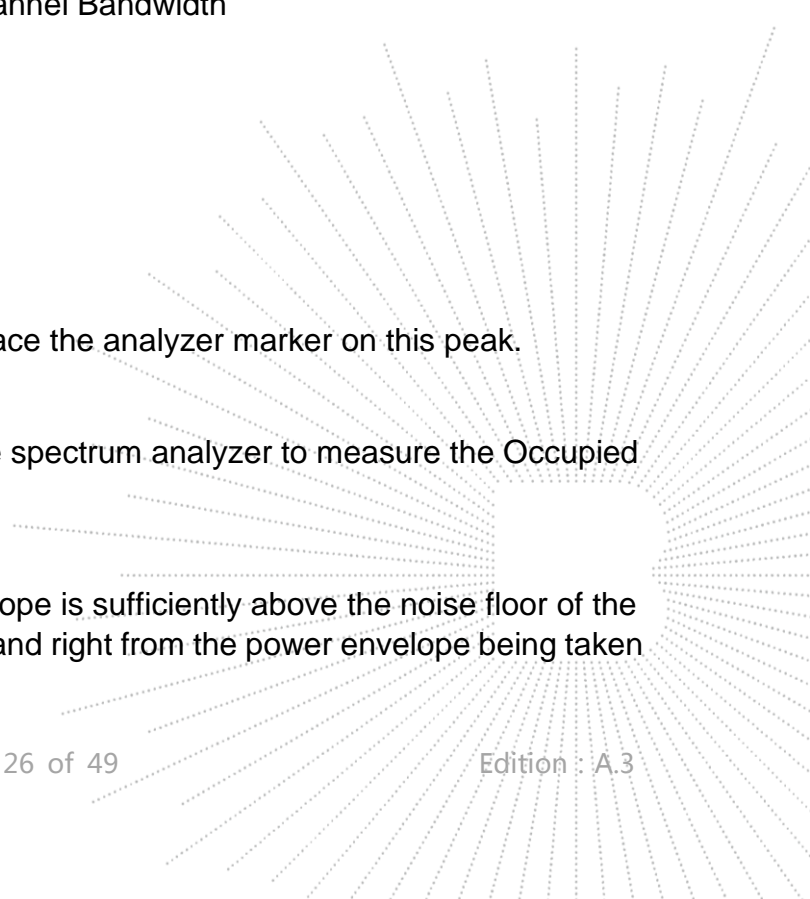 annel Bandwidth
ace the analyzer marker on this peak.
spectrum analyzer to measure the Occupied
ope is sufficiently above the noise floor of the
and right from the power envelope being taken
26 of 49 Edition : A.3